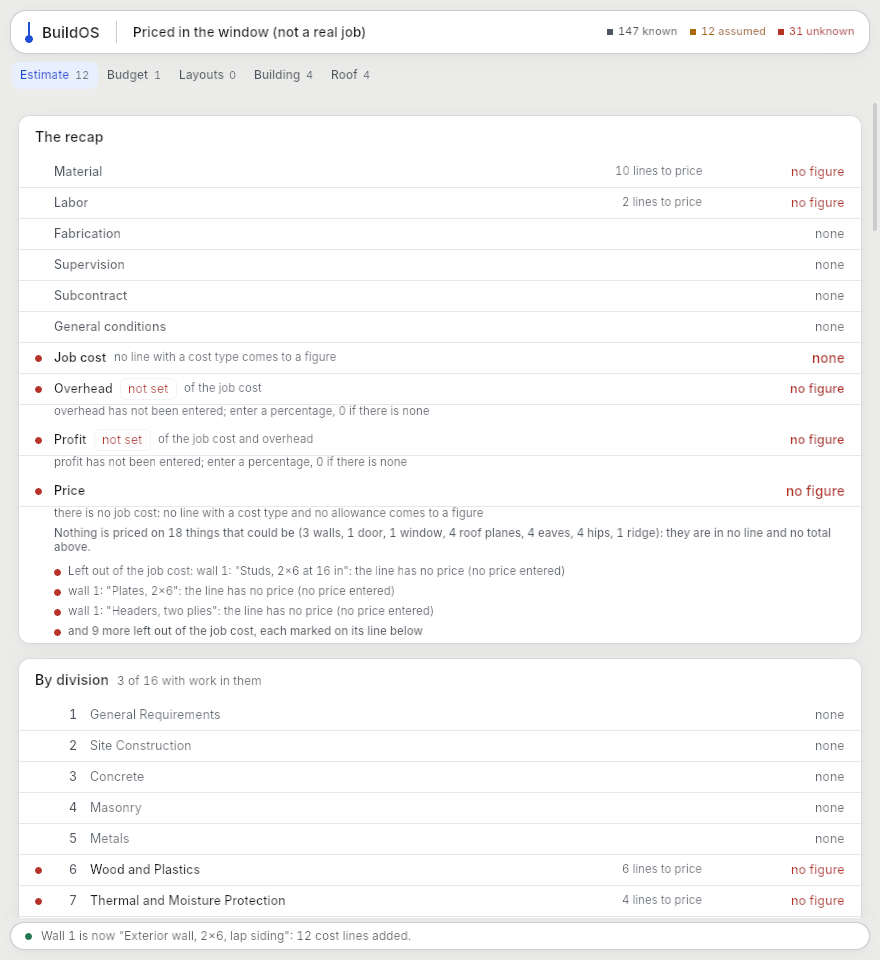 BuildOS Priced in the window (not a real job) 147 known 12 assumed 31 unknown
Estimate 12 Budget 1 Layouts 0 Building 4 Roof 4
The recap
Material 10 lines to price no figure
Labor 2 lines to price no figure
Fabrication none
Supervision none
Subcontract none
General conditions none
Job cost no line with a cost type comes to a figure none
Overhead not set of the job cost no figure
overhead has not been entered; enter a percentage, 0 if there is none
Profit not set of the job cost and overhead no figure
profit has not been entered; enter a percentage, 0 if there is none
Price no figure
there is no job cost: no line with a cost type and no allowance comes to a figure
Nothing is priced on 18 things that could be (3 walls, 1 door, 1 window, 4 roof planes, 4 eaves, 4 hips, 1 ridge): they are in no line and no total
above.
Left out of the job cost: wall 1: "Studs, 2×6 at 16 in": the line has no price (no price entered)
wall 1: "Plates, 2×6": the line has no price (no price entered)
wall 1: "Headers, two plies": the line has no price (no price entered)
and 9 more left out of the job cost, each marked on its line below
By division 3 of 16 with work in them
1 General Requirements none
2 Site Construction none
3 Concrete none
4 Masonry none
5 Metals none
6 Wood and Plastics 6 lines to price no figure
7 Thermal and Moisture Protection 4 lines to price no figure
Wall 1 is now "Exterior wall, 2×6, lap siding": 12 cost lines added.